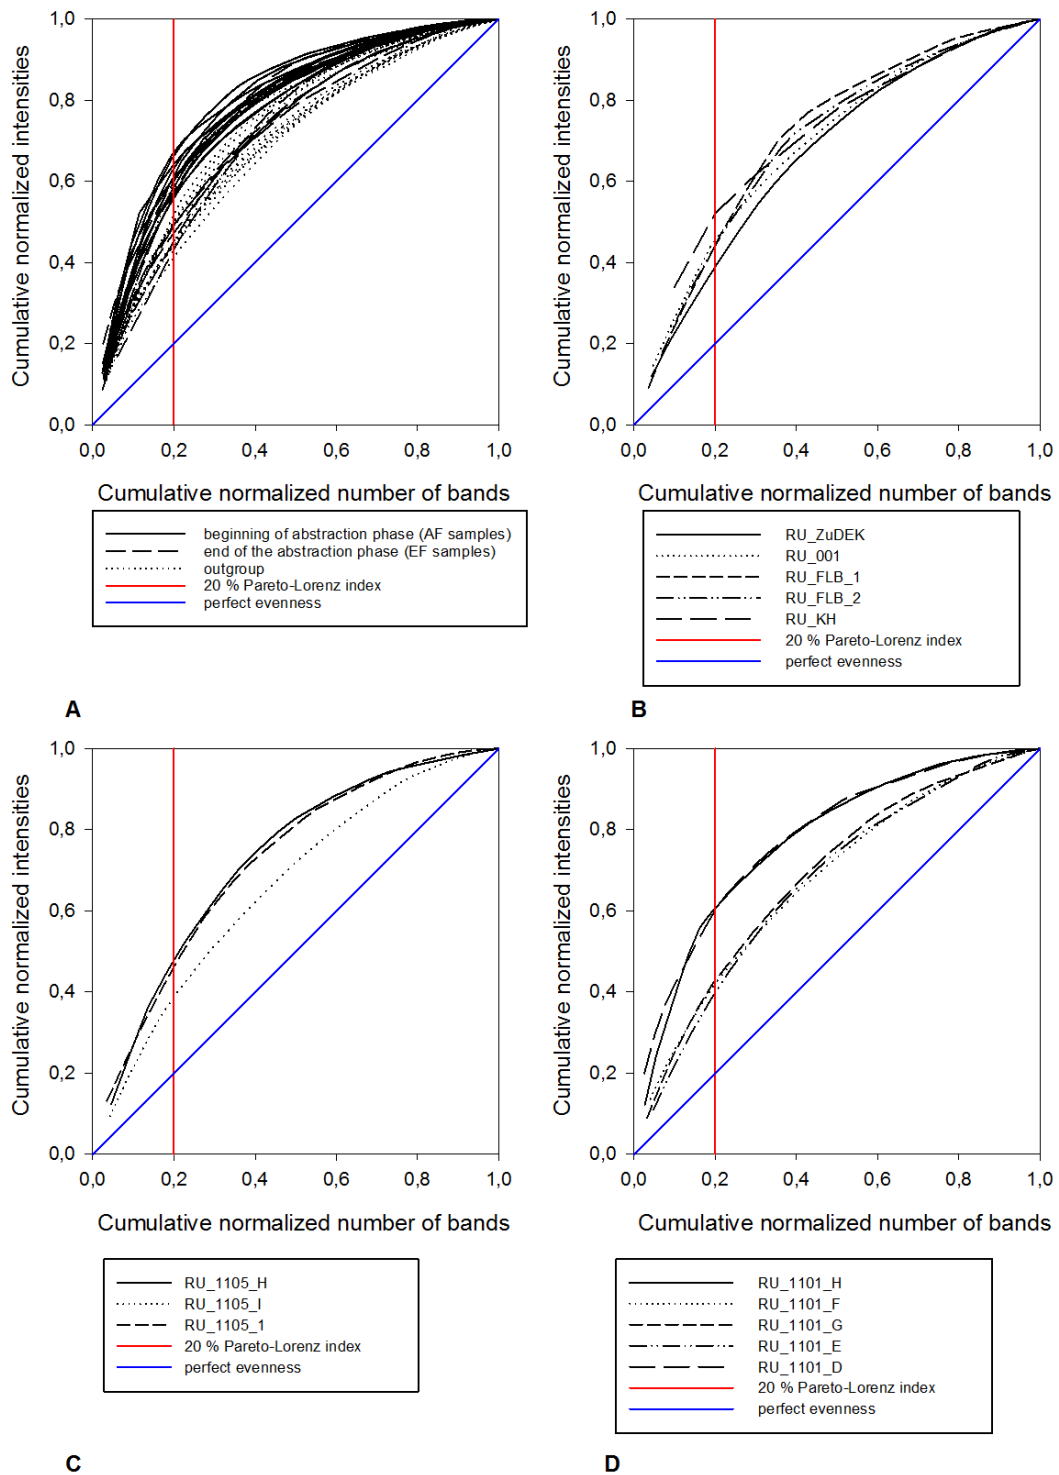 1,0
0,8
0,6
0,4
0,2
0,0
Cumulative normalized intensities
0,0 0,2 0,4 0,6 0,8 1,0
Cumulative normalized number of bands
beginning of abstraction phase (AF samples)
end of the abstraction phase (EF samples)
outgroup
20 % Pareto-Lorenz index
perfect evenness
A
1,0
0,8
0,6
0,4
0,2
0,0
Cumulative normalized intensities
0,0 0,2 0,4 0,6 0,8 1,0
Cumulative normalized number of bands
RU_ZuDEK
RU_001
RU_FLB_1
RU_FLB_2
RU_KH
20 % Pareto-Lorenz index
perfect evenness
B
1,0
0,8
0,6
0,4
0,2
0,0
Cumulative normalized intensities
0,0 0,2 0,4 0,6 0,8 1,0
Cumulative normalized number of bands
RU_1105_H
RU_1105_I
RU_1105_1
20 % Pareto-Lorenz index
perfect evenness
C
1,0
0,8
0,6
0,4
0,2
0,0
Cumulative normalized intensities
0,0 0,2 0,4 0,6 0,8 1,0
Cumulative normalized number of bands
RU_1101_H
RU_1101_F
RU_1101_G
RU_1101_E
RU_1101_D
20 % Pareto-Lorenz index
perfect evenness
D